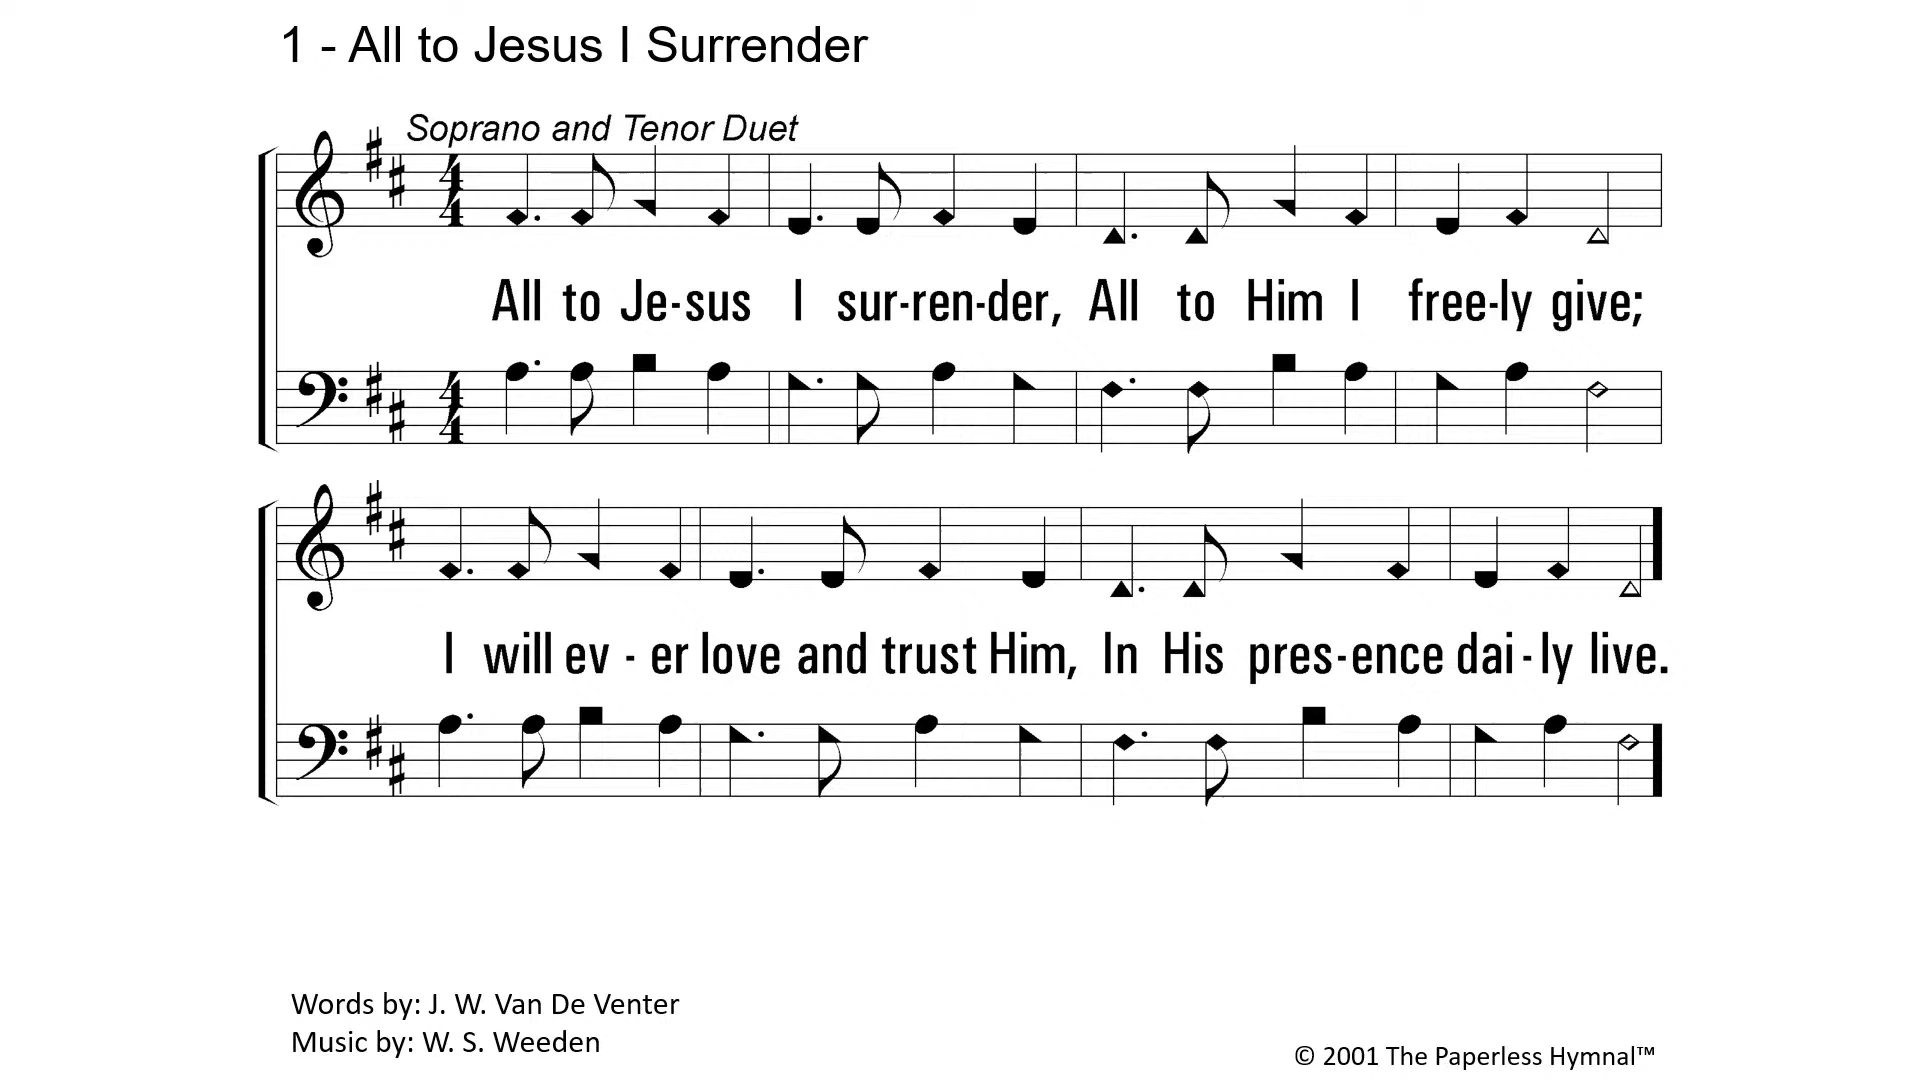 1 - All to Jesus I Surrender
Soprano and Tenor Duet
All to Je-sus I sur-ren-der, All to Him I free-ly give;
I will ev - er love and trust Him, In His pres-ence dai - ly live.
Words by: J. W. Van De Venter
Music by: W. S. Weeden
© 2001 The Paperless Hymnal™